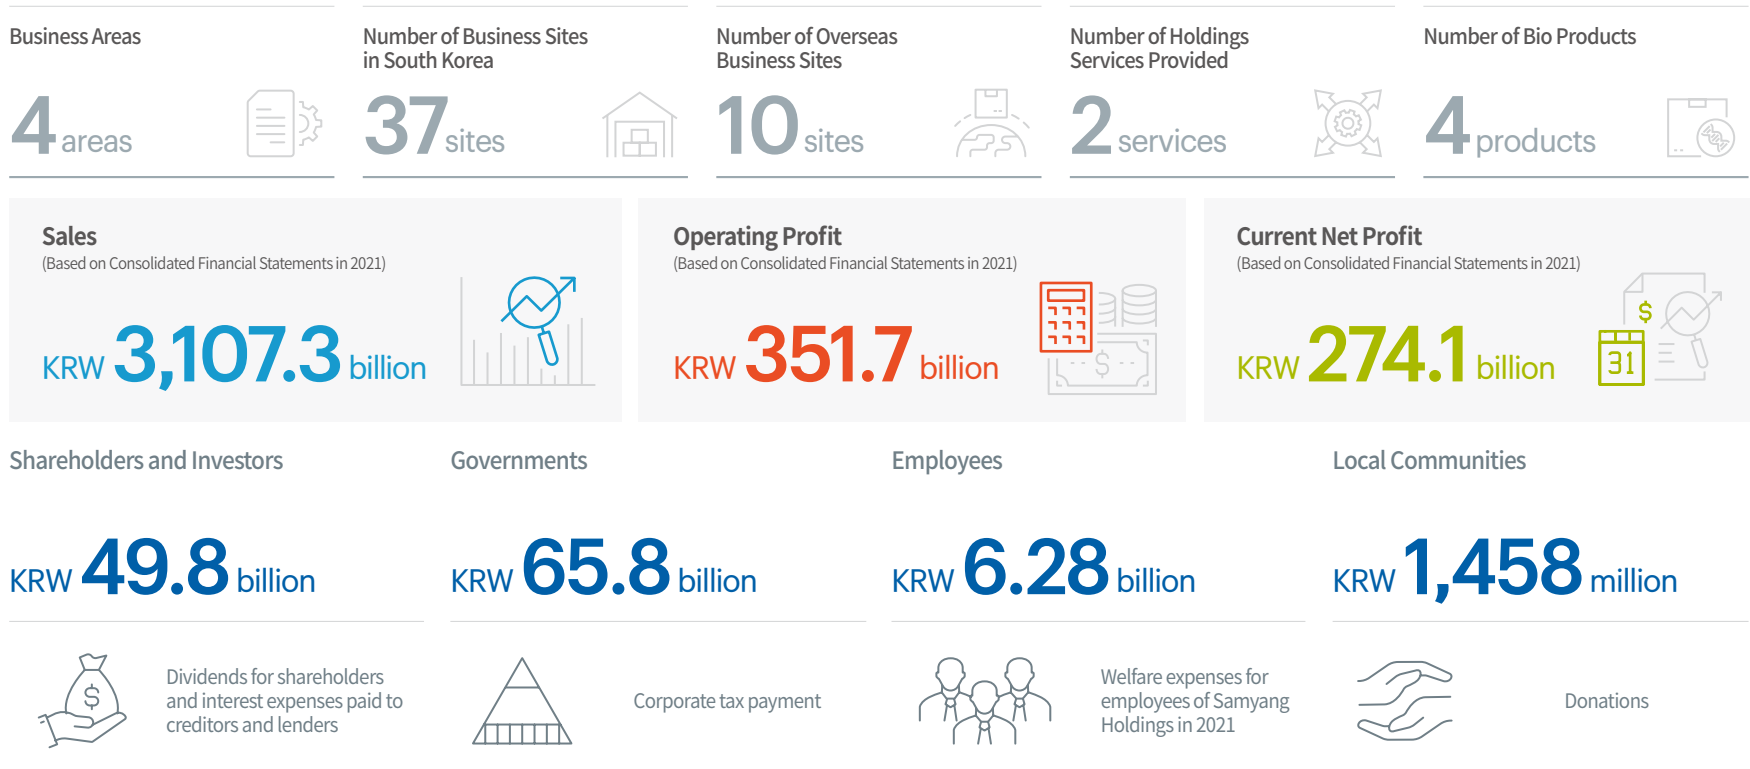 Business Areas
4 areas
Number of Business Sites
in South Korea
37 sites
Number of Overseas
Business Sites
10 sites
Number of Holdings
Services Provided
2 services
Number of Bio Products
4 products
Sales
(Based on Consolidated Financial Statements in 2021)
KRW 3,107.3 billion
Operating Profit
(Based on Consolidated Financial Statements in 2021)
KRW 351.7 billion
$
Current Net Profit
(Based on Consolidated Financial Statements in 2021)
KRW 274.1 billion
$
31
Shareholders and Investors
KRW 49.8 billion
$
Dividends for shareholders
and interest expenses paid to
creditors and lenders
Governments
KRW 65.8 billion
Corporate tax payment
Employees
KRW 6.28 billion
Welfare expenses for
employees of Samyang
Holdings in 2021
Local Communities
KRW 1,458 million
Donations